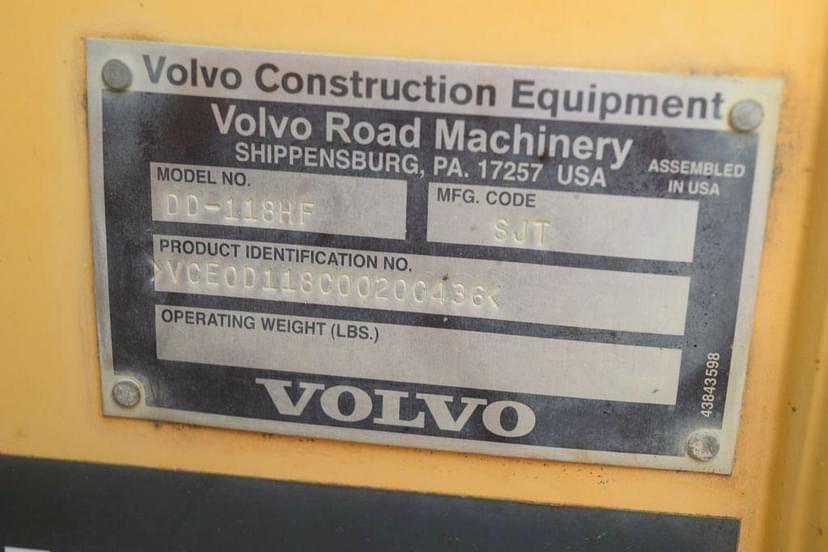 Volvo Construction Equipment
Volvo Road Machinery
SHIPPENSBURG, PA. 17257 USA
ASSEMBLED
IN USA
MODEL NO.
DD-118HF
MFG. CODE
SJT
PRODUCT IDENTIFICATION NO.
>VCE0D118C00200436<
OPERATING WEIGHT (LBS.)
43843598
VOLVO